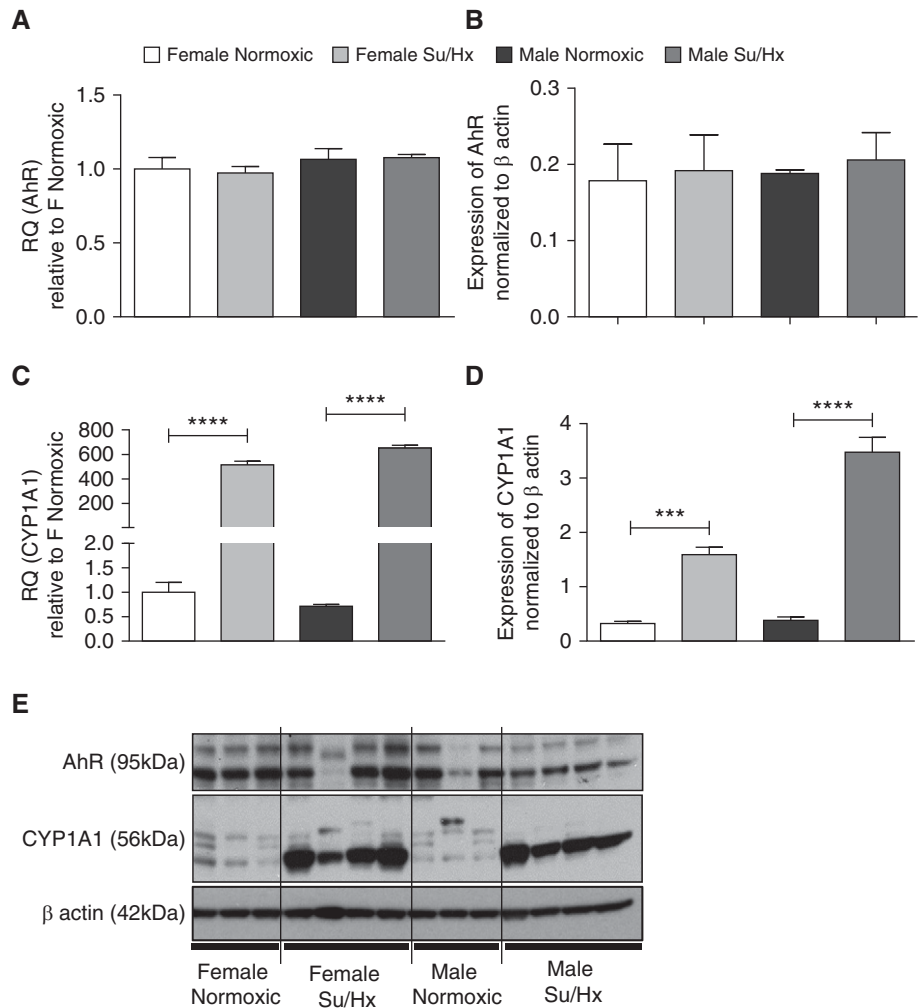 A
B
Female Normoxic Female Su/Hx Male Normoxic Male Su/Hx
RQ (AhR)
relative to F Normoxic
1.5
1.0
0.5
0.0
Expression of AhR
normalized to β actin
0.3
0.2
0.1
0.0
C
D
RQ (CYP1A1)
relative to F Normoxic
800
600
400
200
2.0
1.5
1.0
0.5
0.0
****
****
Expression of CYP1A1
normalized to β actin
4
3
2
1
0
***
****
E
AhR (95kDa)
CYP1A1 (56kDa)
β actin (42kDa)
Female
Normoxic
Female
Su/Hx
Male
Normoxic
Male
Su/Hx